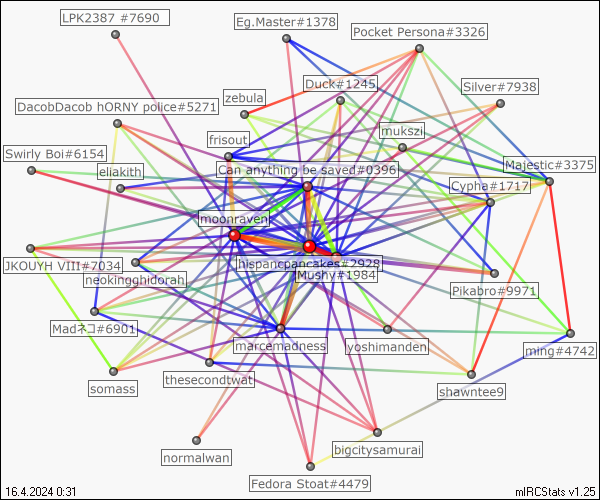 LPK2387 #7690
Eg.Master#1378
Pocket Persona#3326
Silver#7938
Duck#1245
zebula
DacobDacob hORNY police#5271
mukszi
frisout
Swirly Boi#6154
eliakith
Can anything be saved#0396
Majestic#3375
Cypha#1717
moonraven
JKOUYH VIII#7034
hispanicpancakes#2928
Mushy#1984
neokingghidorah
Pikabro#9971
Madネコ#6901
marcemadness
yoshimanden
ming#4742
somass
thesecondtwat
shawntee9
normalwan
bigcitysamurai
Fedora Stoat#4479
16.4.2024 0:31
mIRCStats v1.25